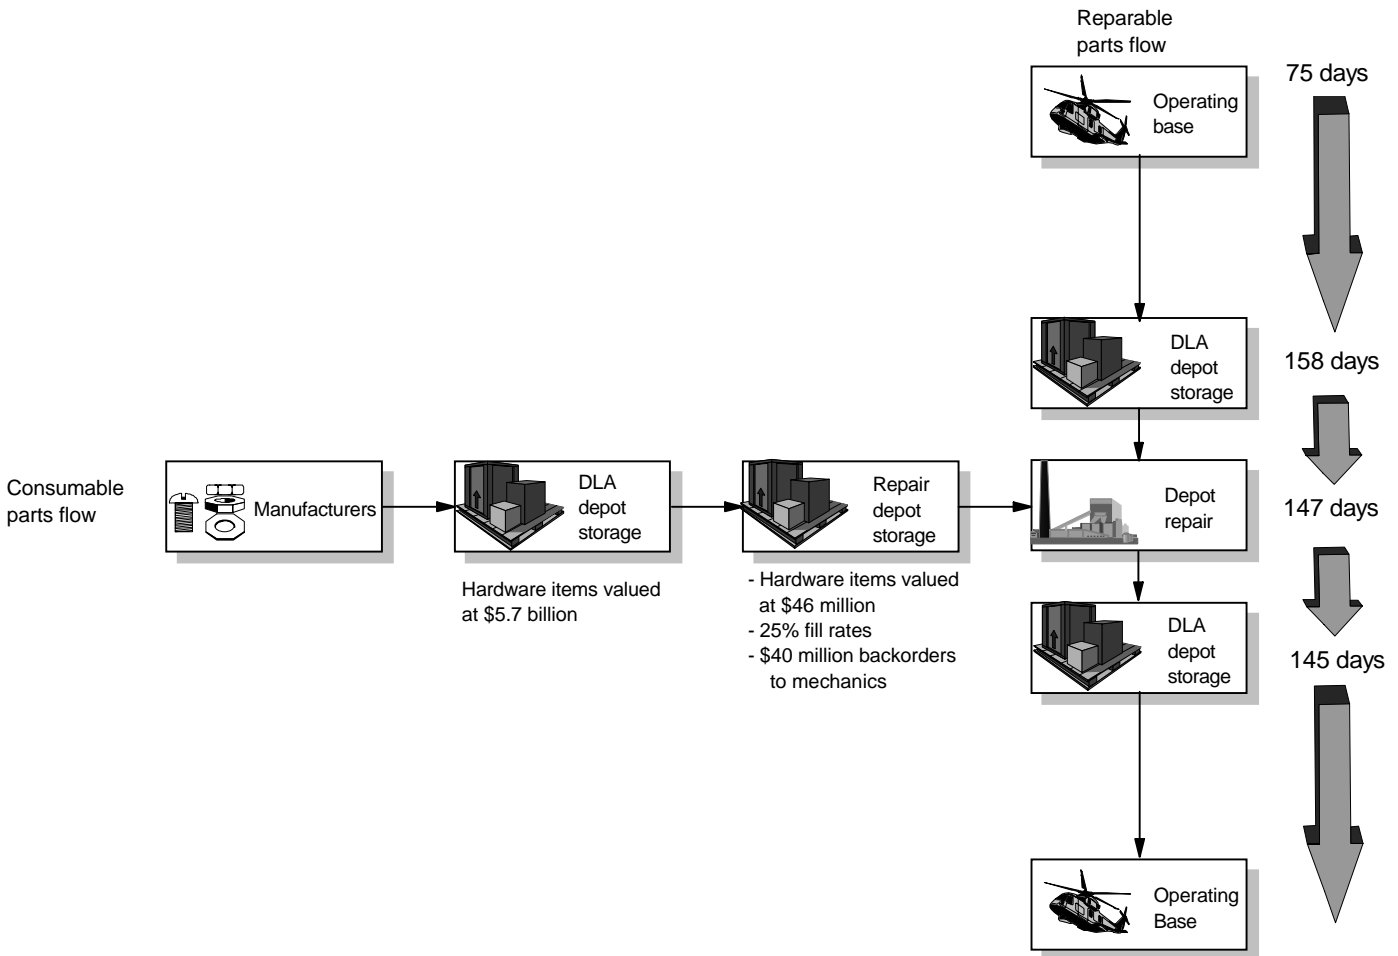 Reparable
parts flow
Operating
base
75 days
DLA
depot
storage
158 days
Consumable
parts flow
Manufacturers
DLA
depot
storage
Hardware items valued
at $5.7 billion
Repair
depot
storage
- Hardware items valued
at $46 million
- 25% fill rates
- $40 million backorders
to mechanics
Depot
repair
147 days
DLA
depot
storage
145 days
Operating
Base